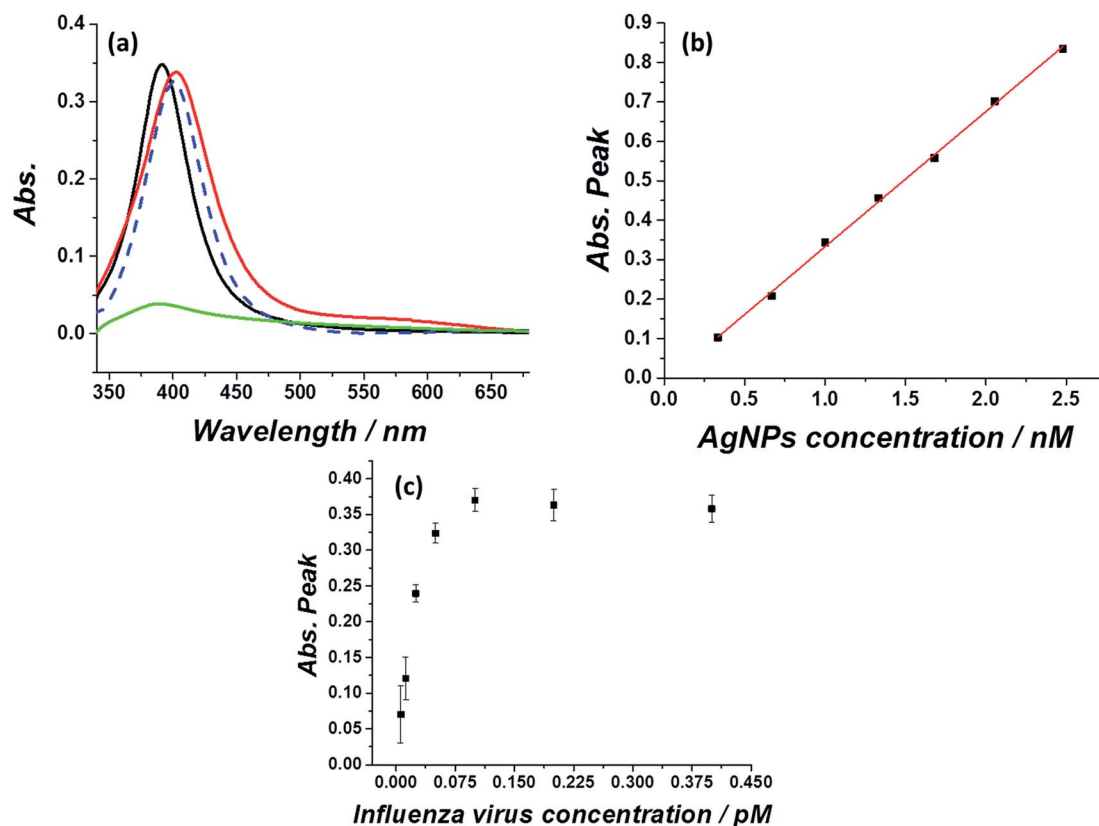 (a)
0.4
0.3
0.2
0.1
0.0
Abs.
350 400 450 500 550 600 650
Wavelength / nm
(b)
0.9
0.8
0.7
0.6
0.5
0.4
0.3
0.2
0.1
0.0
Abs. Peak
0.0 0.5 1.0 1.5 2.0 2.5
AgNPs concentration / nM
(c)
0.40
0.35
0.30
0.25
0.20
0.15
0.10
0.05
0.00
Abs. Peak
0.000 0.075 0.150 0.225 0.300 0.375 0.450
Influenza virus concentration / pM